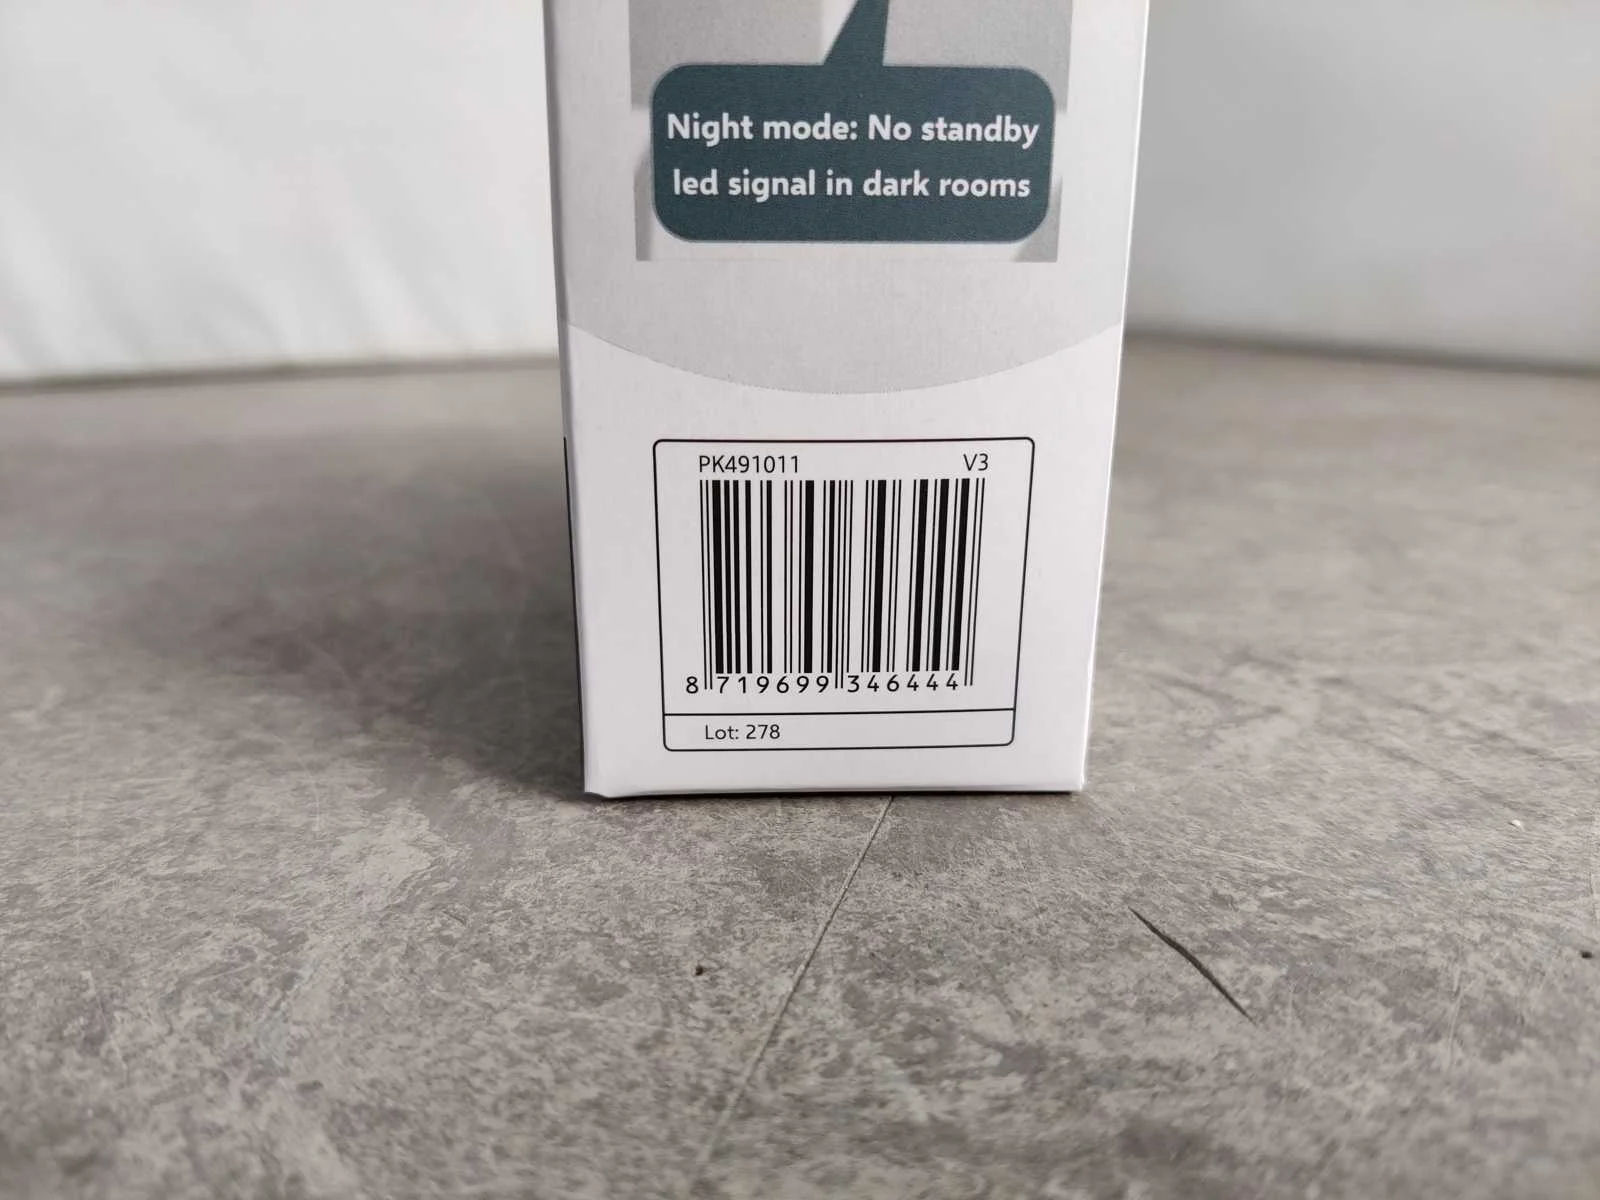 Night mode: No standby
led signal in dark rooms
PK491011 V3
8 719699 346444
Lot: 278